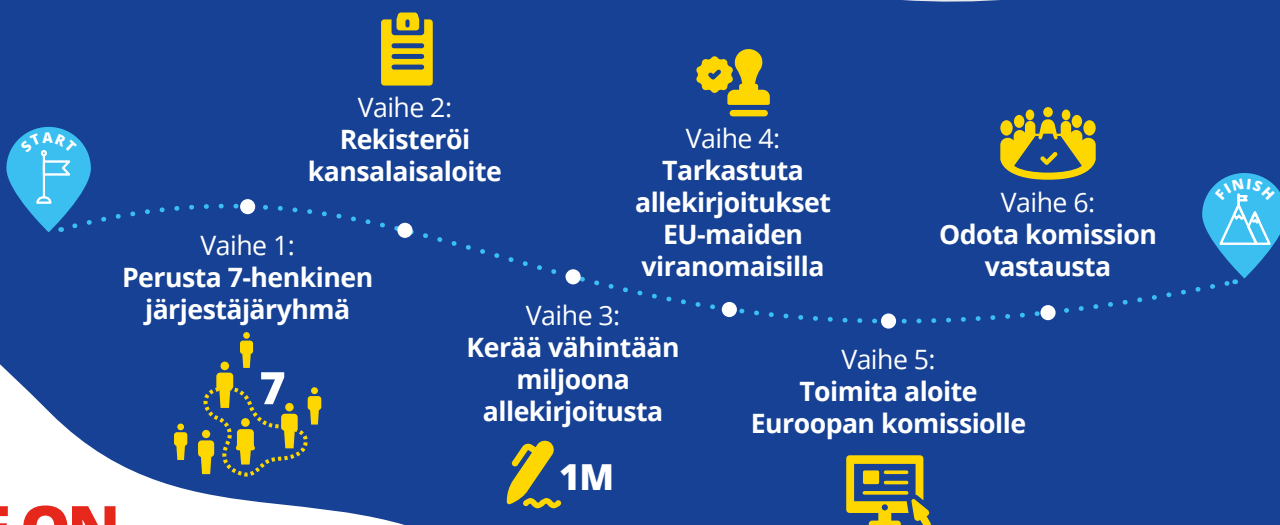 START
Vaihe 1:
Perusta 7-henkinen
järjestäjäryhmä
7
Vaihe 2:
Rekisteröi
kansalaisaloite
Vaihe 3:
Kerää vähintään
miljoona
allekirjoitusta
1M
Vaihe 4:
Tarkastuta
allekirjoitukset
EU-maiden
viranomaisilla
Vaihe 5:
Toimita aloite
Euroopan komissiolle
Vaihe 6:
Odota komission
vastausta
FINISH
ON